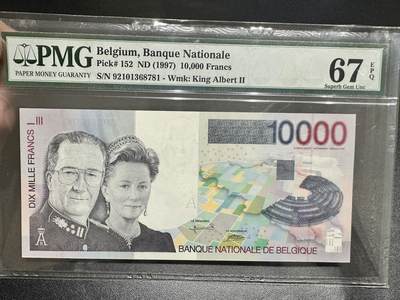 PMG
PAPER MONEY GUARANTY
Belgium, Banque Nationale
Pick# 152 ND (1997) 10,000 Francs
S/N 92101368781 - Wmk: King Albert II
67 EPQ
Superb Gem Unc
10000
DIX MILLE FRANCS
BANQUE NATIONALE DE BELGIQUE